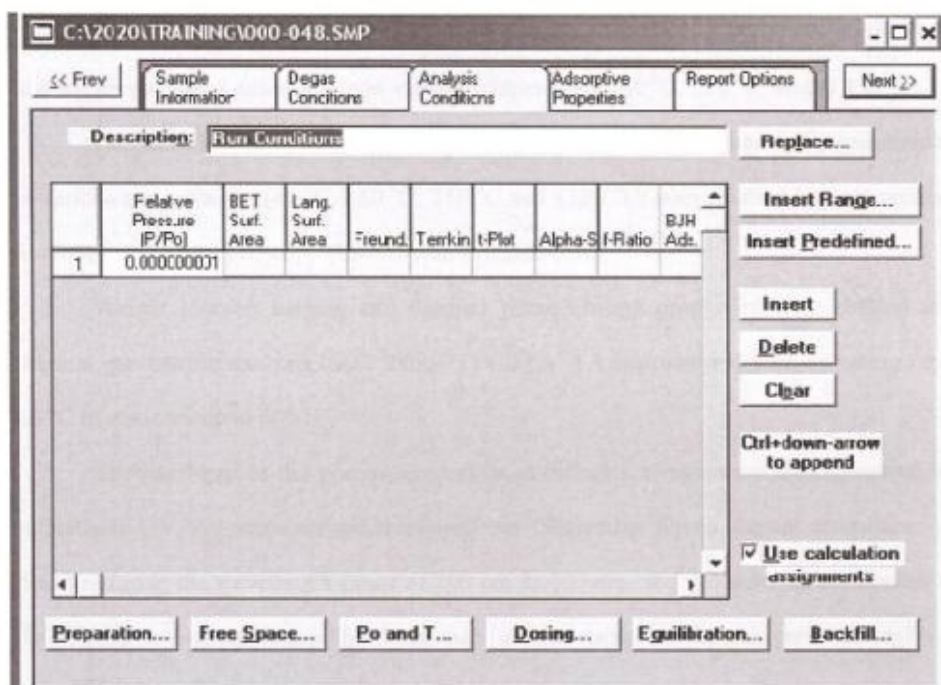 C:\2020\TRAINING\000-048.SMP
<< Prev
Sample Information
Degas Conditions
Analysis Conditions
Adsorptive Properties
Report Options
Next >>
Description: Run Conditions
Replace...
Relative Pressure (P/Po)
BET Surf. Area
Lang. Surf. Area
Freund.
Temkin
t-Plot
Alpha-S
f-Ratio
BJH Ads.
1 0.000000001
Insert Range...
Insert Predefined...
Insert
Delete
Clear
Ctrl+down-arrow
to append
Use calculation
assignments
Preparation... Free Space... Po and T... Dosing... Equilibration... Backfill...